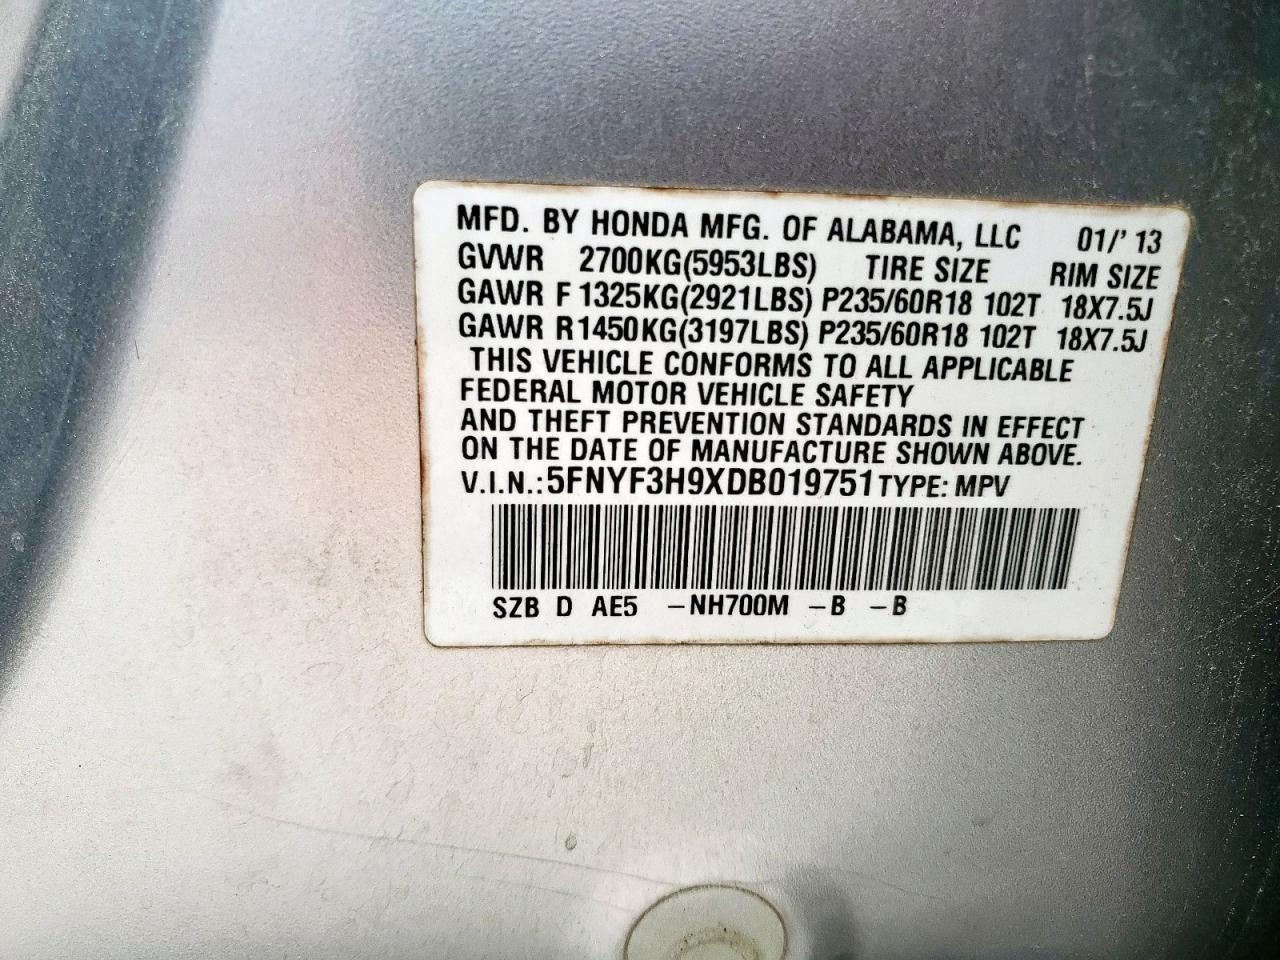 MFD. BY HONDA MFG. OF ALABAMA, LLC 01/'13
GVWR 2700KG(5953LBS) TIRE SIZE RIM SIZE
GAWR F 1325KG(2921LBS) P235/60R18 102T 18X7.5J
GAWR R1450KG(3197LBS) P235/60R18 102T 18X7.5J
THIS VEHICLE CONFORMS TO ALL APPLICABLE
FEDERAL MOTOR VEHICLE SAFETY
AND THEFT PREVENTION STANDARDS IN EFFECT
ON THE DATE OF MANUFACTURE SHOWN ABOVE.
V.I.N.:5FNYF3H9XDB019751 TYPE: MPV
SZB D AE5 -NH700M -B -B